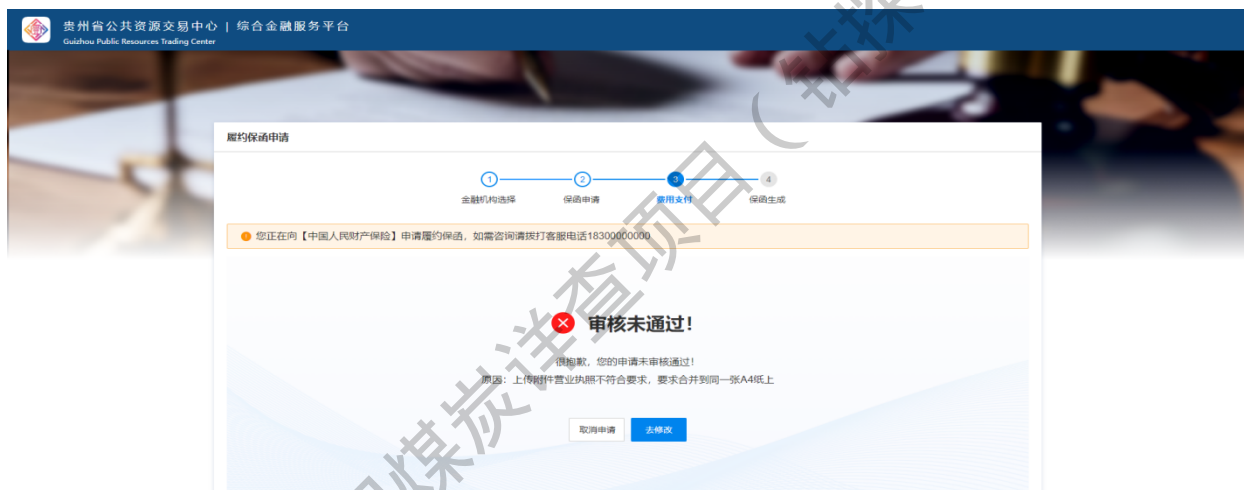 贵州省公共资源交易中心 | 综合金融服务平台
Guizhou Public Resources Trading Center
履约保函申请
1 2 3 4
金融机构选择 保函申请 费用支付 保函生成
您正在向【中国人民财产保险】申请履约保函，如需咨询请拨打客服电话18300000000
审核未通过！
很抱歉，您的申请未审核通过！
原因：上传附件营业执照不符合要求，要求合并到同一张A4纸上
取消申请 去修改
煤炭详查项目（钻探